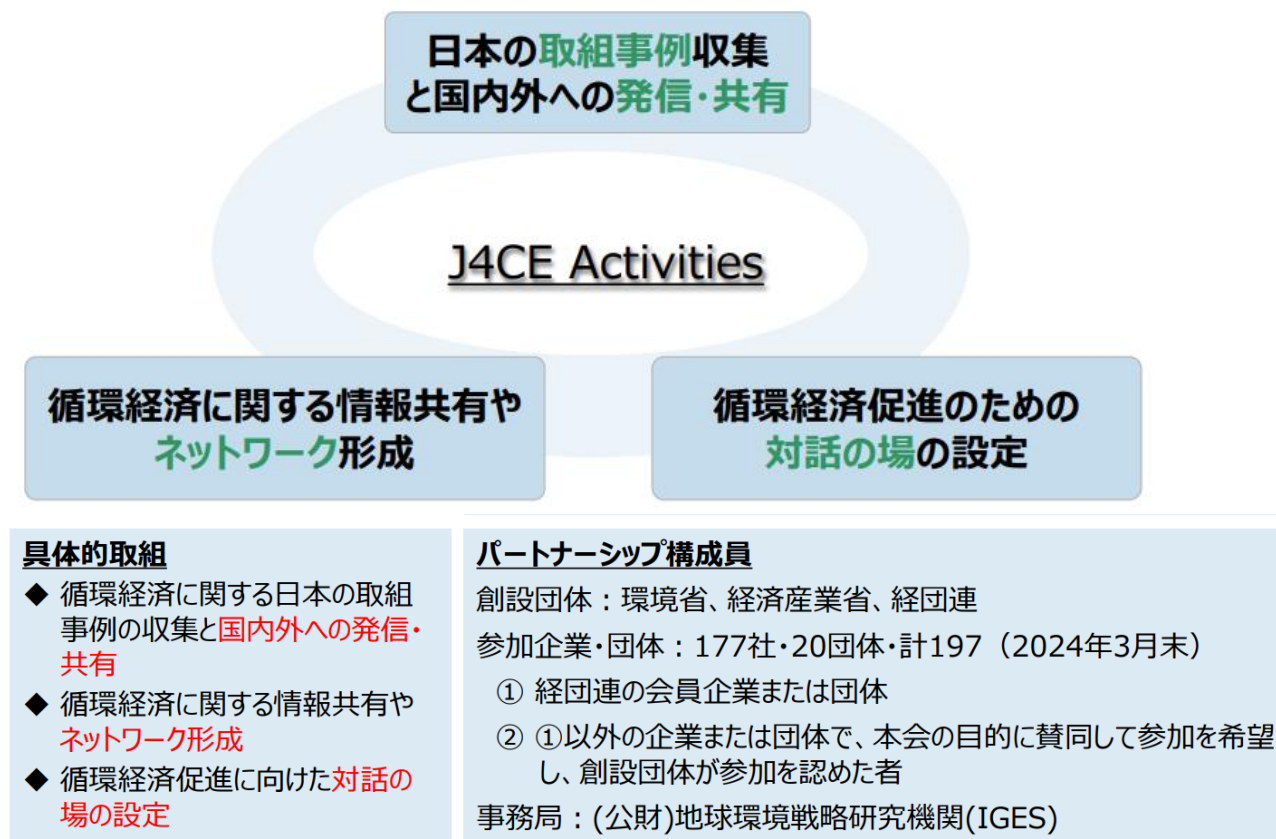 日本の取組事例収集
と国内外への発信・共有
J4CE Activities
循環経済に関する情報共有や
ネットワーク形成
循環経済促進のための
対話の場の設定
具体的取組
◆ 循環経済に関する日本の取組
事例の収集と国内外への発信・
共有
◆ 循環経済に関する情報共有や
ネットワーク形成
◆ 循環経済促進に向けた対話の
場の設定
パートナーシップ構成員
創設団体：環境省、経済産業省、経団連
参加企業・団体：177社・20団体・計197（2024年3月末）
① 経団連の会員企業または団体
② ①以外の企業または団体で、本会の目的に賛同して参加を希望
し、創設団体が参加を認めた者
事務局：(公財)地球環境戦略研究機関(IGES)